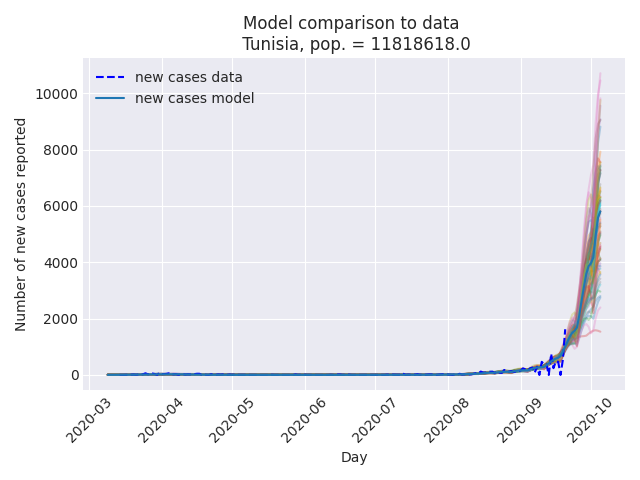 Model comparison to data
Tunisia, pop. = 11818618.0
new cases data
new cases model
Number of new cases reported
10000
8000
6000
4000
2000
0
2020-03
2020-04
2020-05
2020-06
2020-07
2020-08
2020-09
2020-10
Day